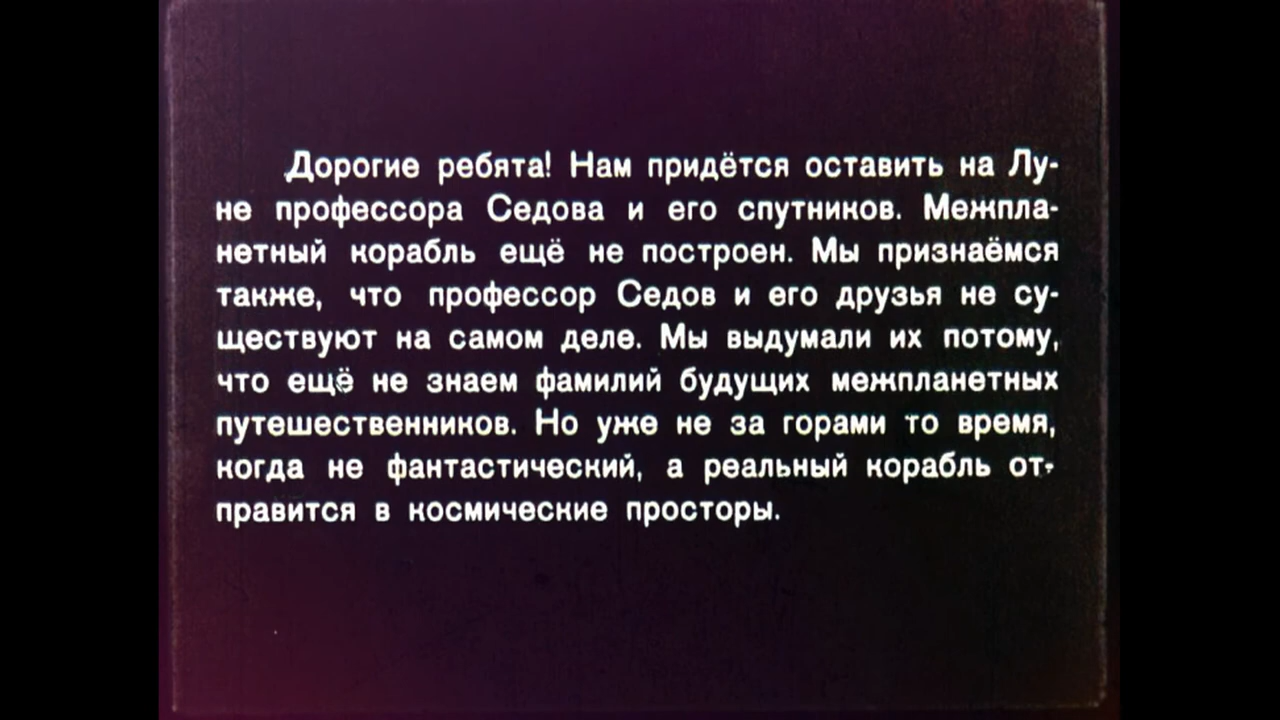 Дорогие ребята! Нам придётся оставить на Лу-
не профессора Седова и его спутников. Межпла-
нетный корабль ещё не построен. Мы признаёмся
также, что профессор Седов и его друзья не су-
ществуют на самом деле. Мы выдумали их потому,
что ещё не знаем фамилий будущих межпланетных
путешественников. Но уже не за горами то время,
когда не фантастический, а реальный корабль от-
правится в космические просторы.